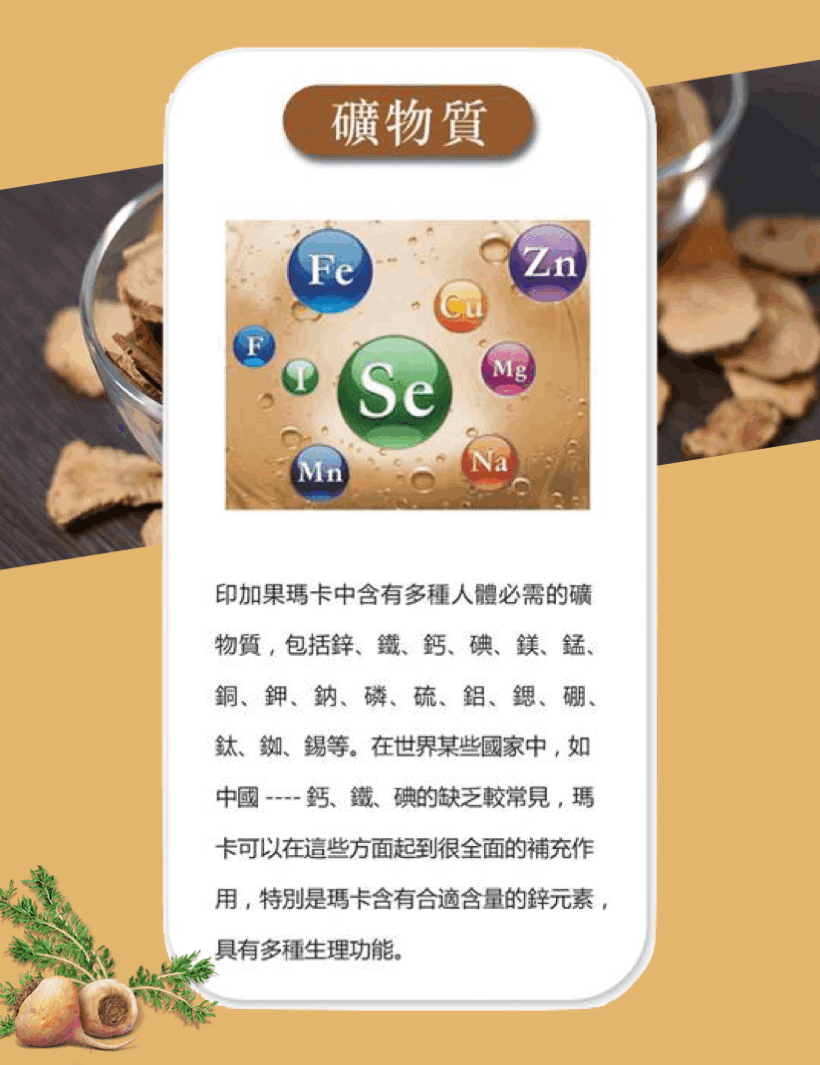 礦物質
Fe
Zn
Cu
F
I
Se
Mg
Mn
Na
印加果瑪卡中含有多種人體必需的礦
物質，包括鋅、鐵、鈣、碘、鎂、錳、
銅、鉀、鈉、磷、硫、鋁、鍶、硼、
鈦、鉫、錫等。在世界某些國家中，如
中國 ---- 鈣、鐵、碘的缺乏較常見，瑪
卡可以在這些方面起到很全面的補充作
用，特別是瑪卡含有合適含量的鋅元素，
具有多種生理功能。